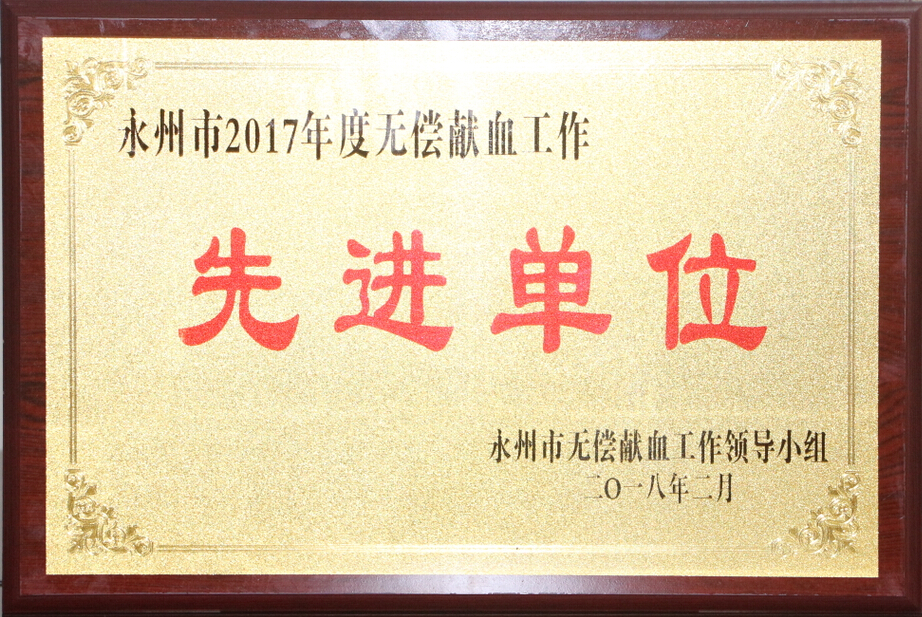 永州市2017年度无偿献血工作
先进单位
永州市无偿献血工作领导小组
二〇一八年二月